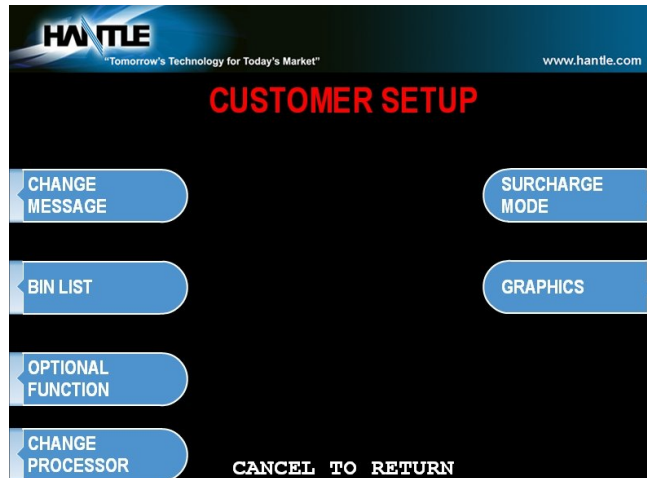 HANTLE
"Tomorrow's Technology for Today's Market"
www.hantle.com
CUSTOMER SETUP
CHANGE
MESSAGE
SURCHARGE
MODE
BIN LIST
GRAPHICS
OPTIONAL
FUNCTION
CHANGE
PROCESSOR
CANCEL TO RETURN